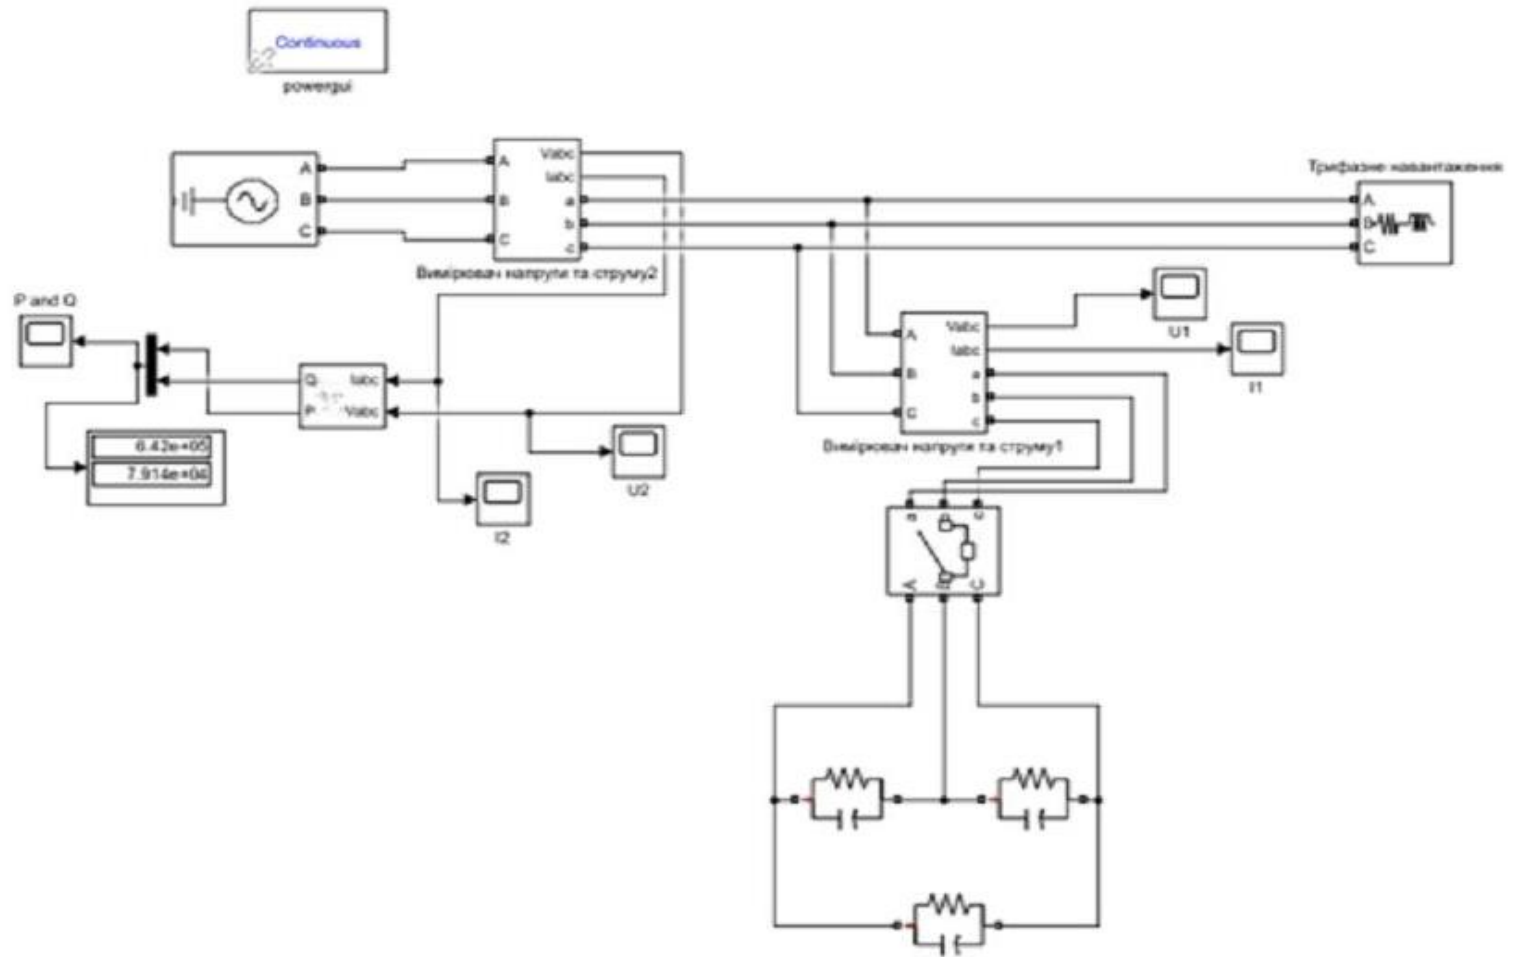 Continuous
powergui
A
B
C
A
B
C
Vabc
Iabc
a
b
c
Вимірювач напруги та струму2
Трифазне навантаження
A
B
C
P and Q
Q
P
Iabc
Vabc
6.42e+05
7.914e+04
U2
I2
A
B
C
Vabc
Iabc
a
b
c
Вимірювач напруги та струму1
U1
I1
a
b
c
A
B
C